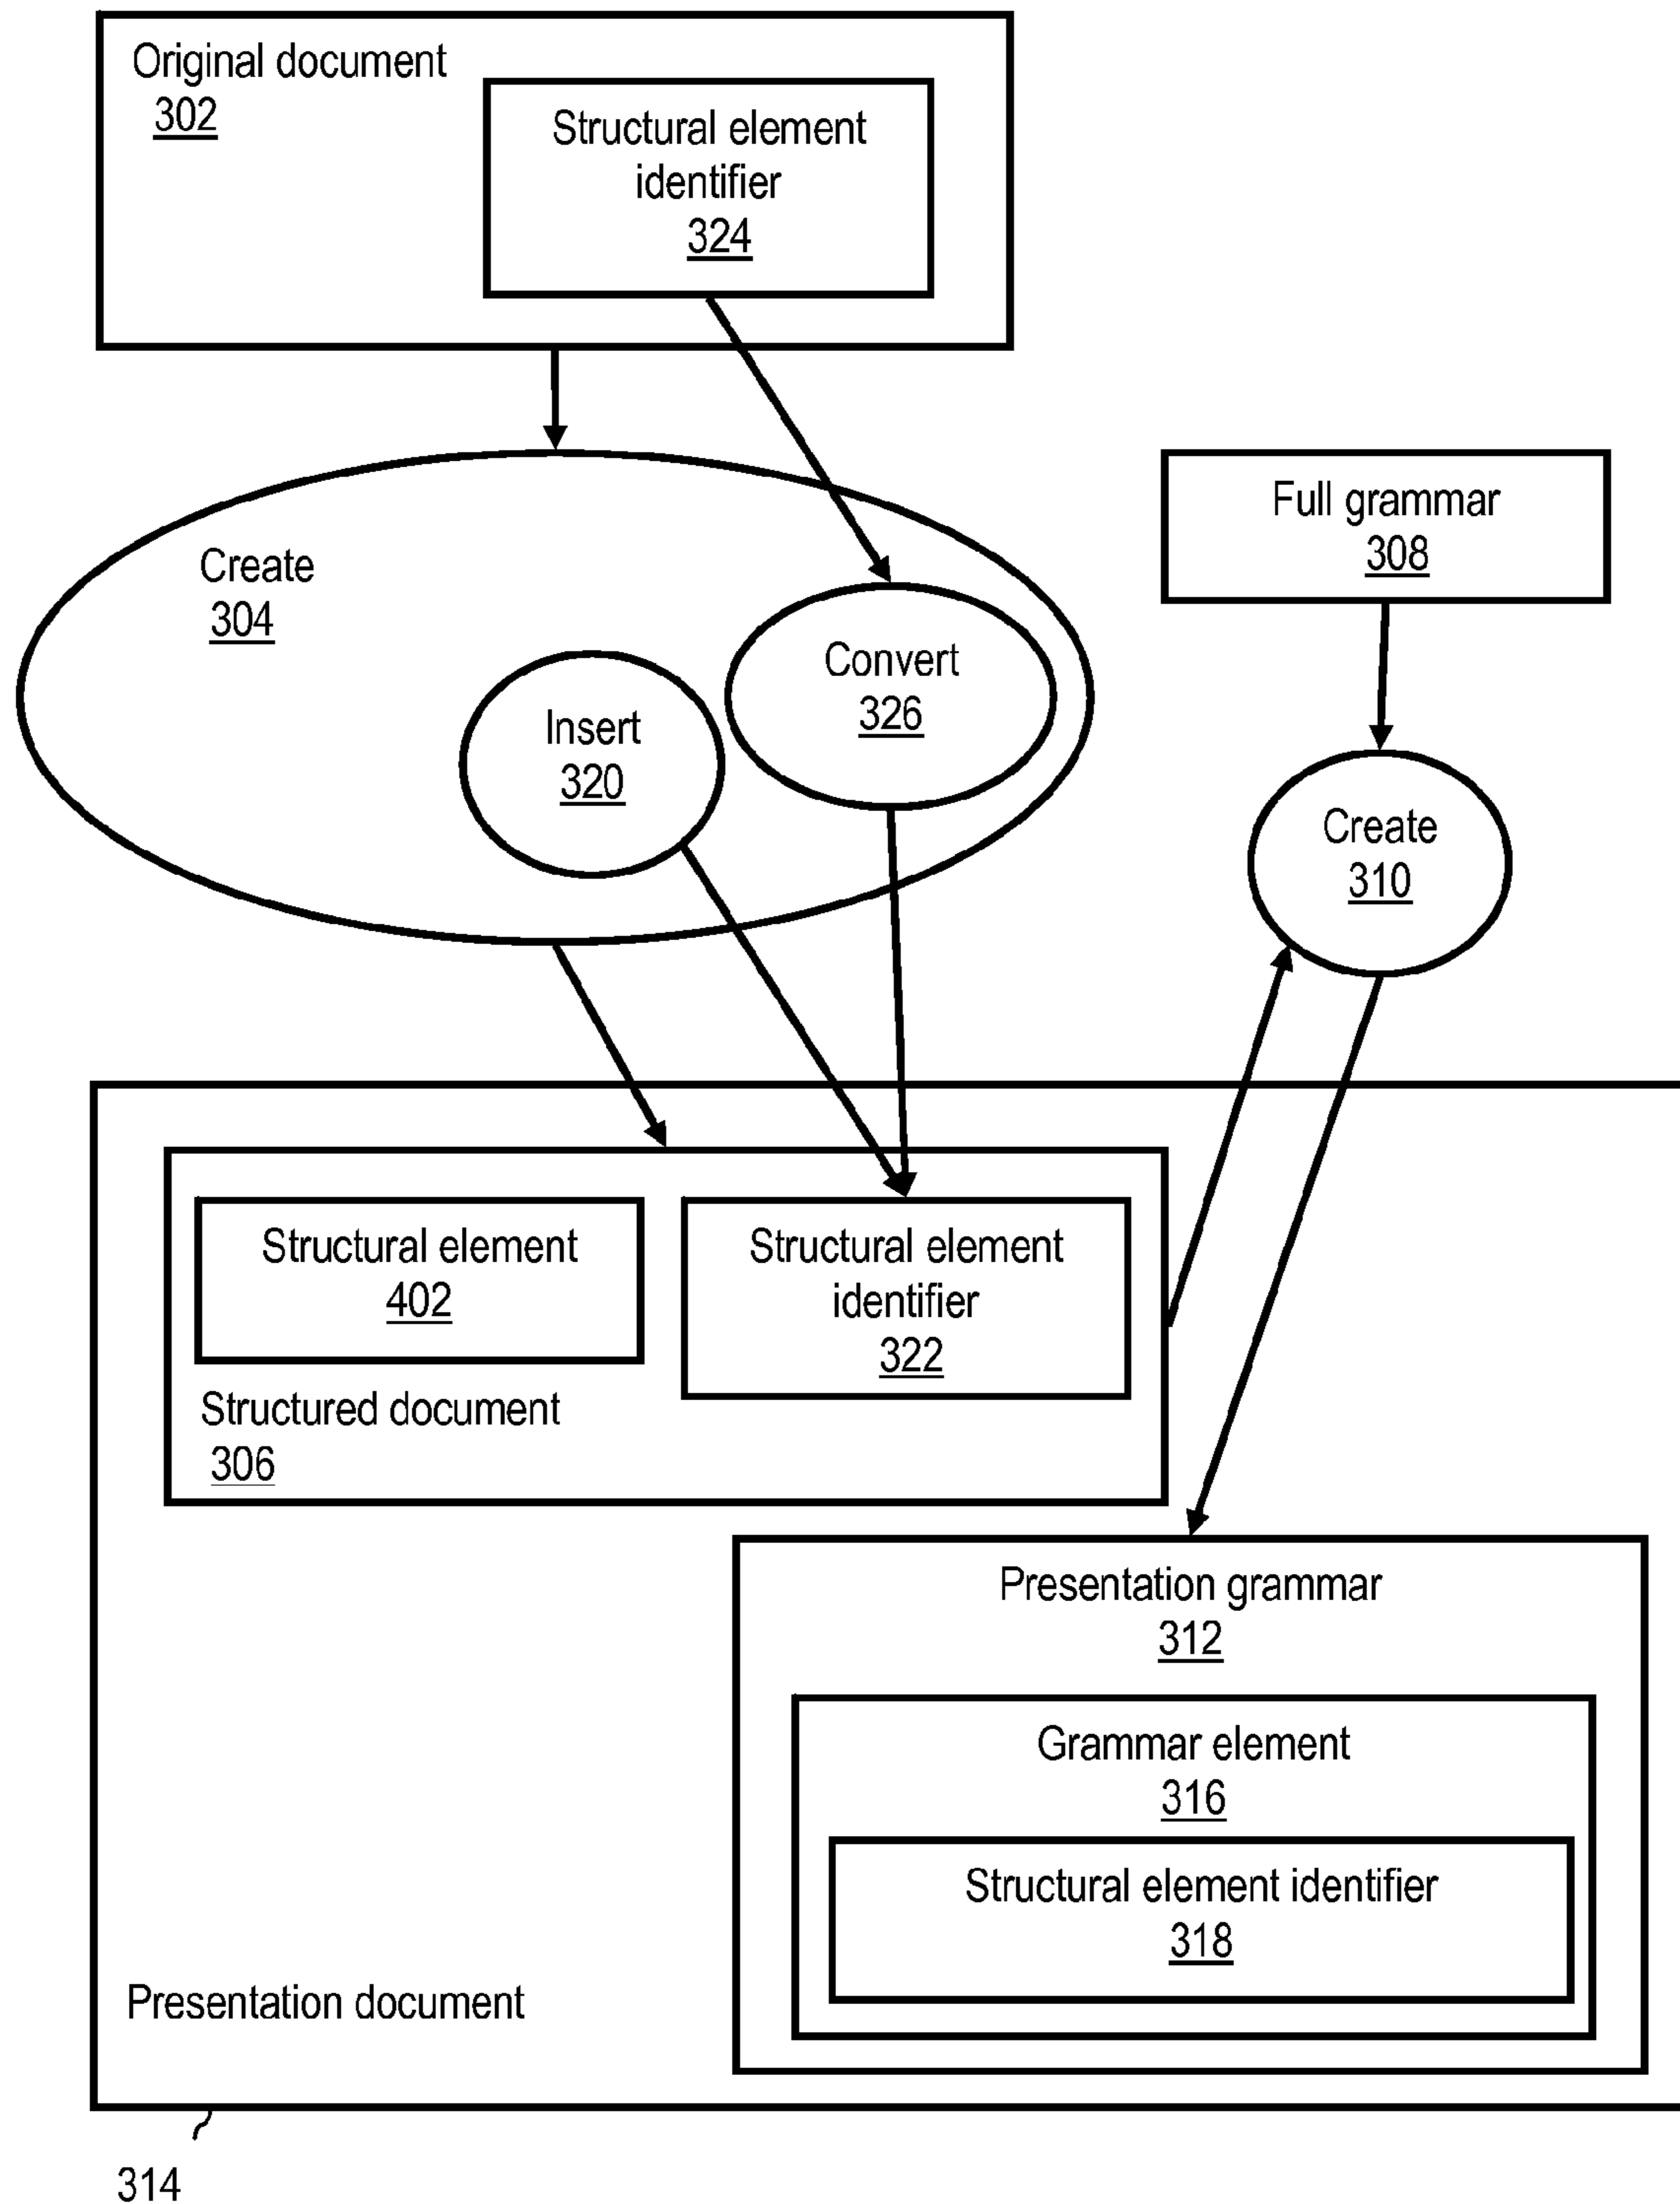 Original document
302
Structural element
identifier
324
Full grammar
308
Create
304
Convert
326
Insert
320
Create
310
Structural element
402
Structural element
identifier
322
Structured document
306
Presentation grammar
312
Grammar element
316
Structural element identifier
318
Presentation document
314